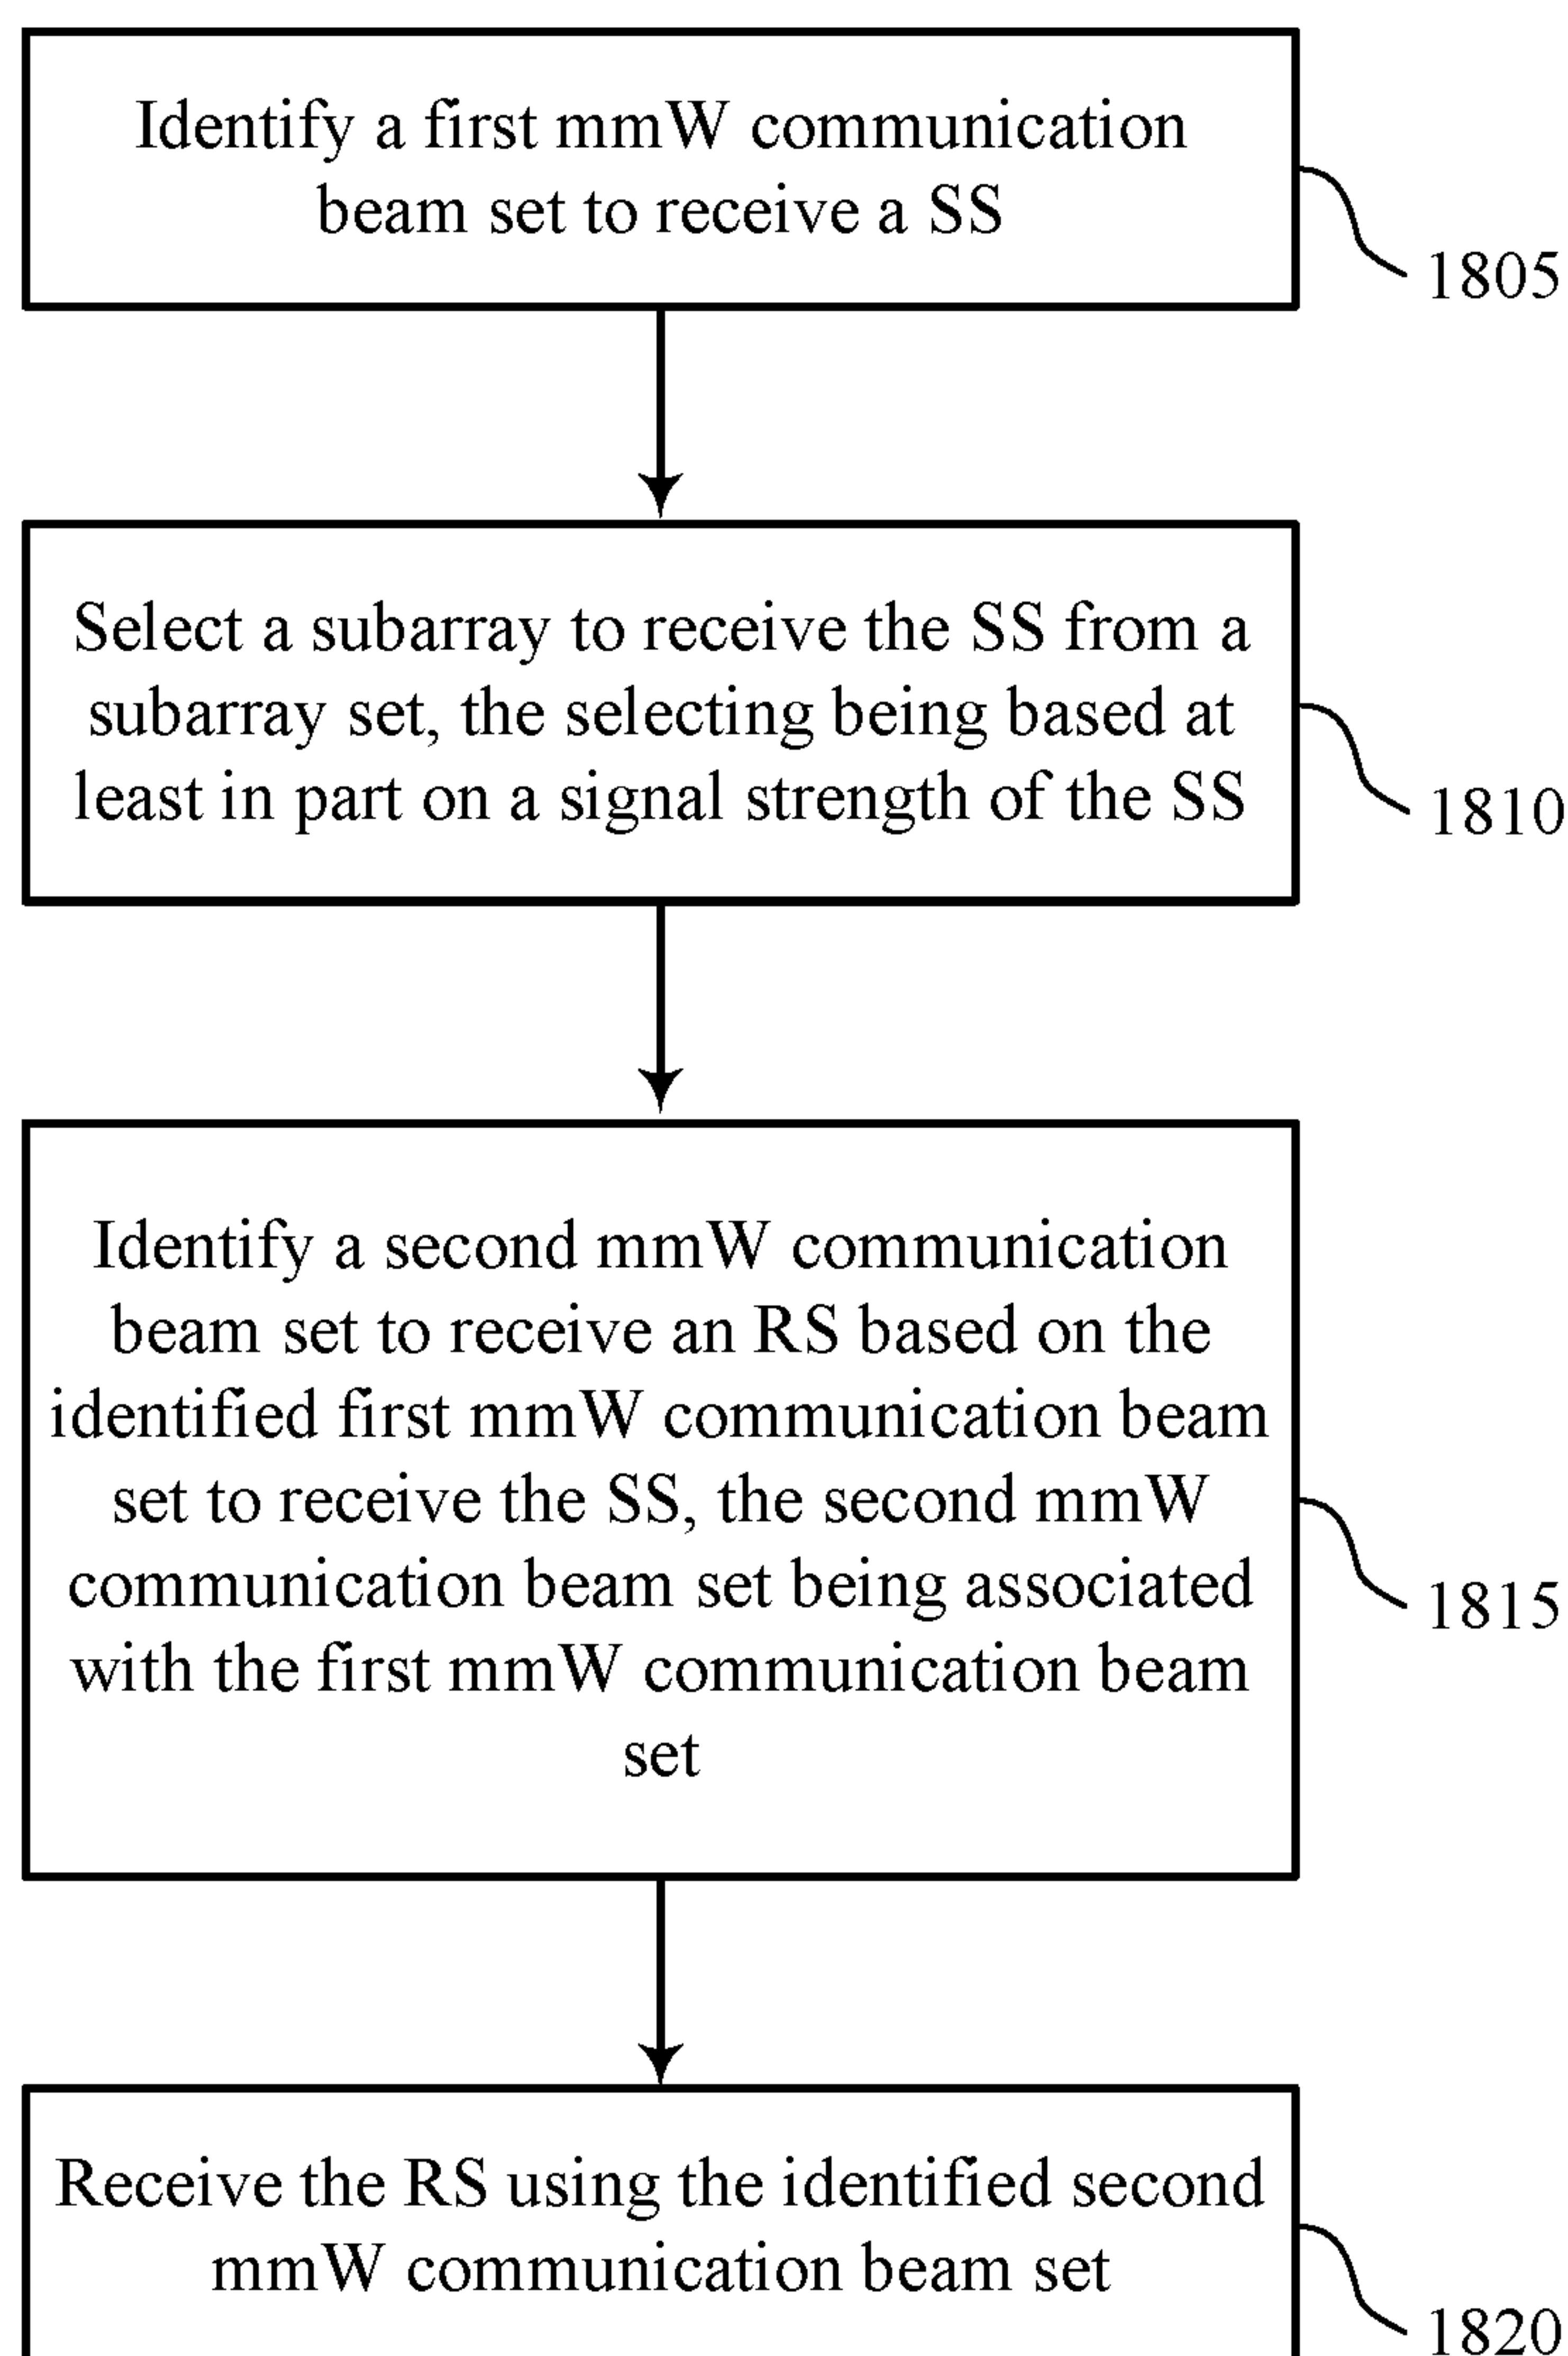 Identify a first mmW communication
beam set to receive a SS
1805
Select a subarray to receive the SS from a
subarray set, the selecting being based at
least in part on a signal strength of the SS
1810
Identify a second mmW communication
beam set to receive an RS based on the
identified first mmW communication beam
set to receive the SS, the second mmW
communication beam set being associated
with the first mmW communication beam
set
1815
Receive the RS using the identified second
mmW communication beam set
1820